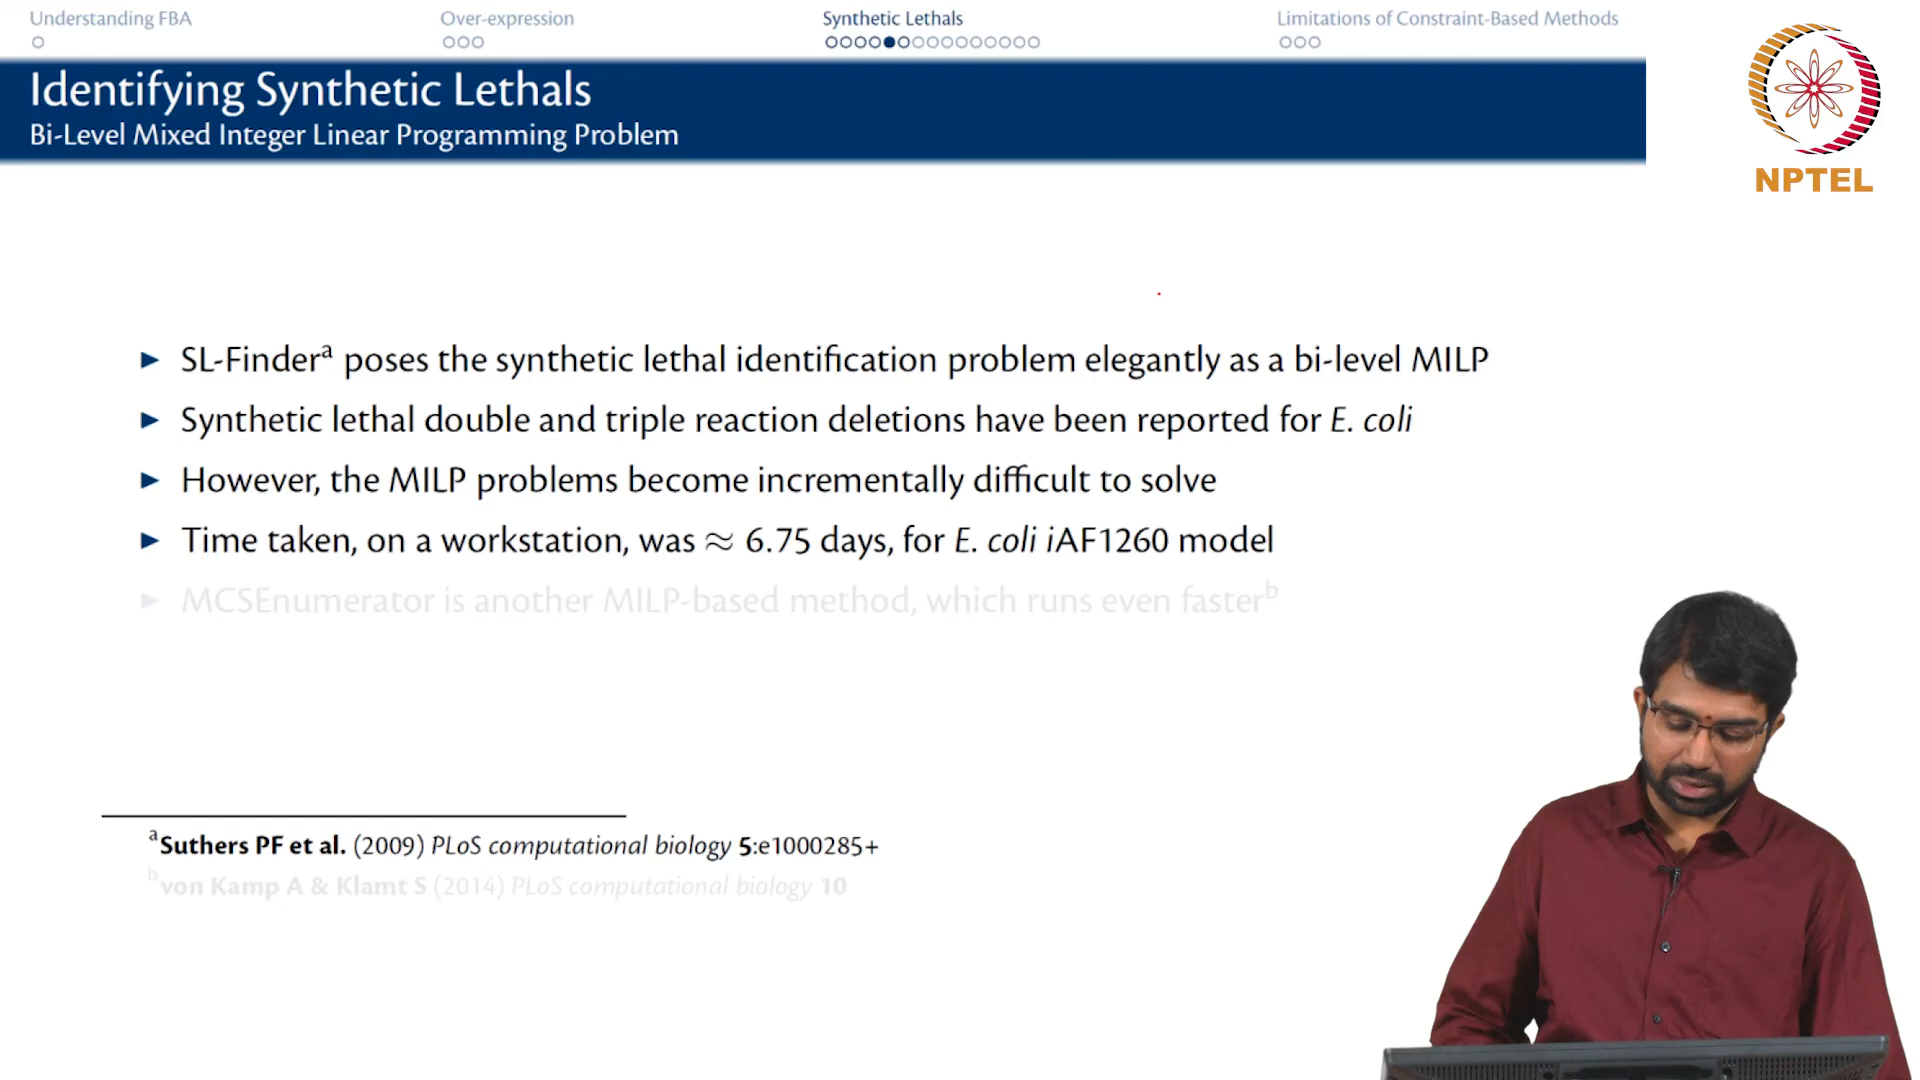 Understanding FBA
Over-expression
Synthetic Lethals
Limitations of Constraint-Based Methods
Identifying Synthetic Lethals
Bi-Level Mixed Integer Linear Programming Problem
NPTEL
► SL-Finderᵃ poses the synthetic lethal identification problem elegantly as a bi-level MILP
► Synthetic lethal double and triple reaction deletions have been reported for E. coli
► However, the MILP problems become incrementally difficult to solve
► Time taken, on a workstation, was ≈ 6.75 days, for E. coli iAF1260 model
► MCSEnumerator is another MILP-based method, which runs even fasterᵇ
ᵃSuthers PF et al. (2009) PLoS computational biology 5:e1000285+
ᵇvon Kamp A & Klamt S (2014) PLoS computational biology 10